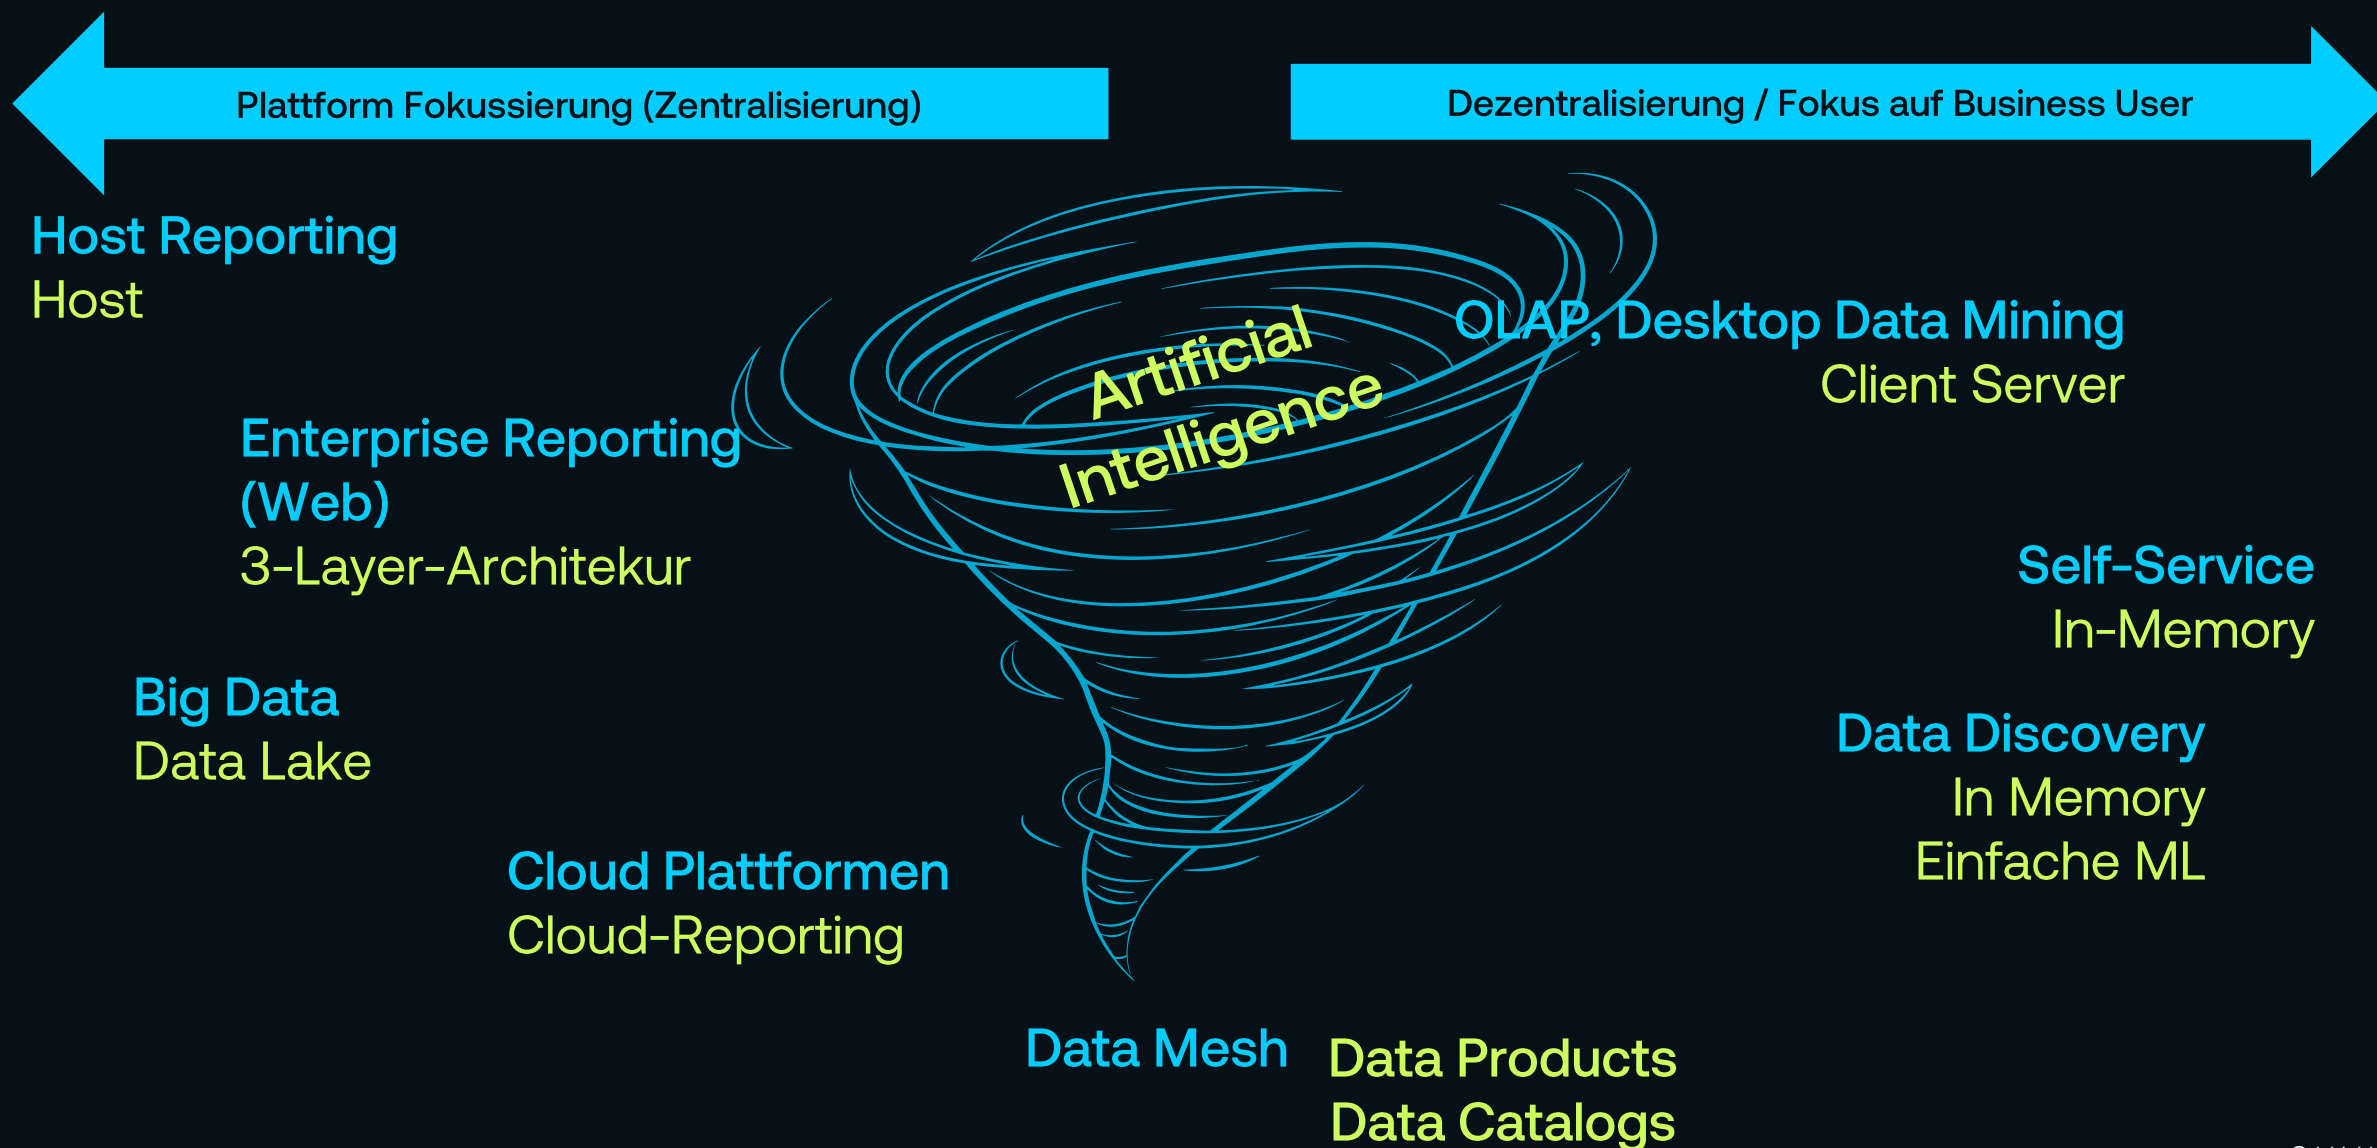 Plattform Fokussierung (Zentralisierung)
Dezentralisierung / Fokus auf Business User
Host Reporting
Host
OLAP, Desktop Data Mining
Client Server
Artificial
Intelligence
Enterprise Reporting
(Web)
3-Layer-Architekur
Self-Service
In-Memory
Big Data
Data Lake
Data Discovery
In Memory
Einfache ML
Cloud Plattformen
Cloud-Reporting
Data Mesh
Data Products
Data Catalogs